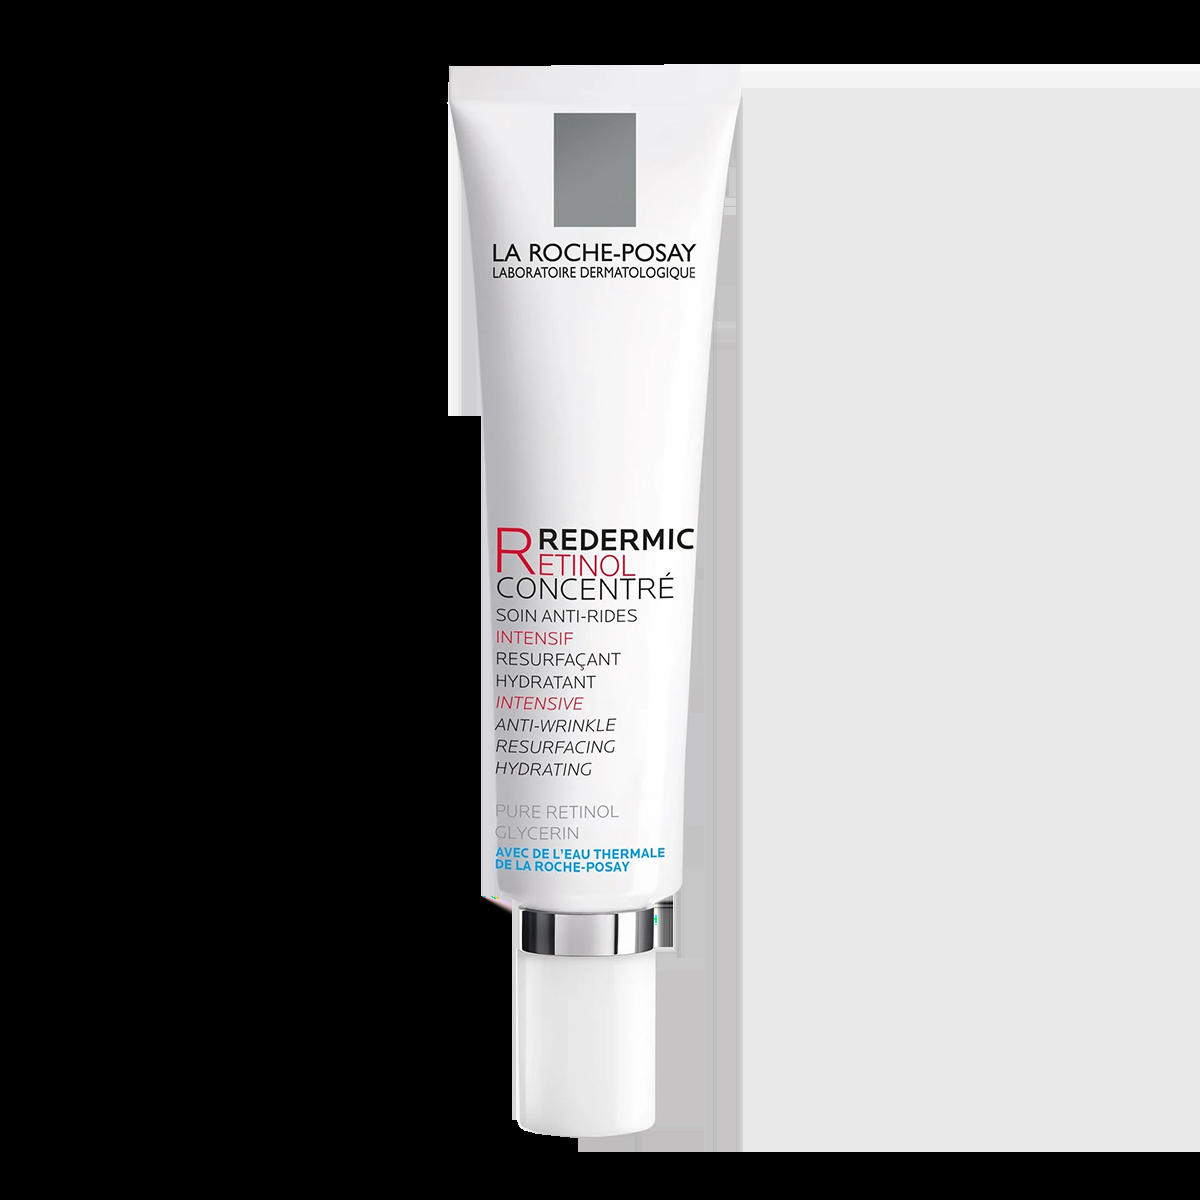 LA ROCHE-POSAY
LABORATOIRE DERMATOLOGIQUE
REDERMIC
RETINOL
CONCENTRÉ
SOIN ANTI-RIDES
INTENSIF
RESURFAÇANT
HYDRATANT
INTENSIVE
ANTI-WRINKLE
RESURFACING
HYDRATING
PURE RETINOL
GLYCERIN
AVEC DE L'EAU THERMALE
DE LA ROCHE-POSAY